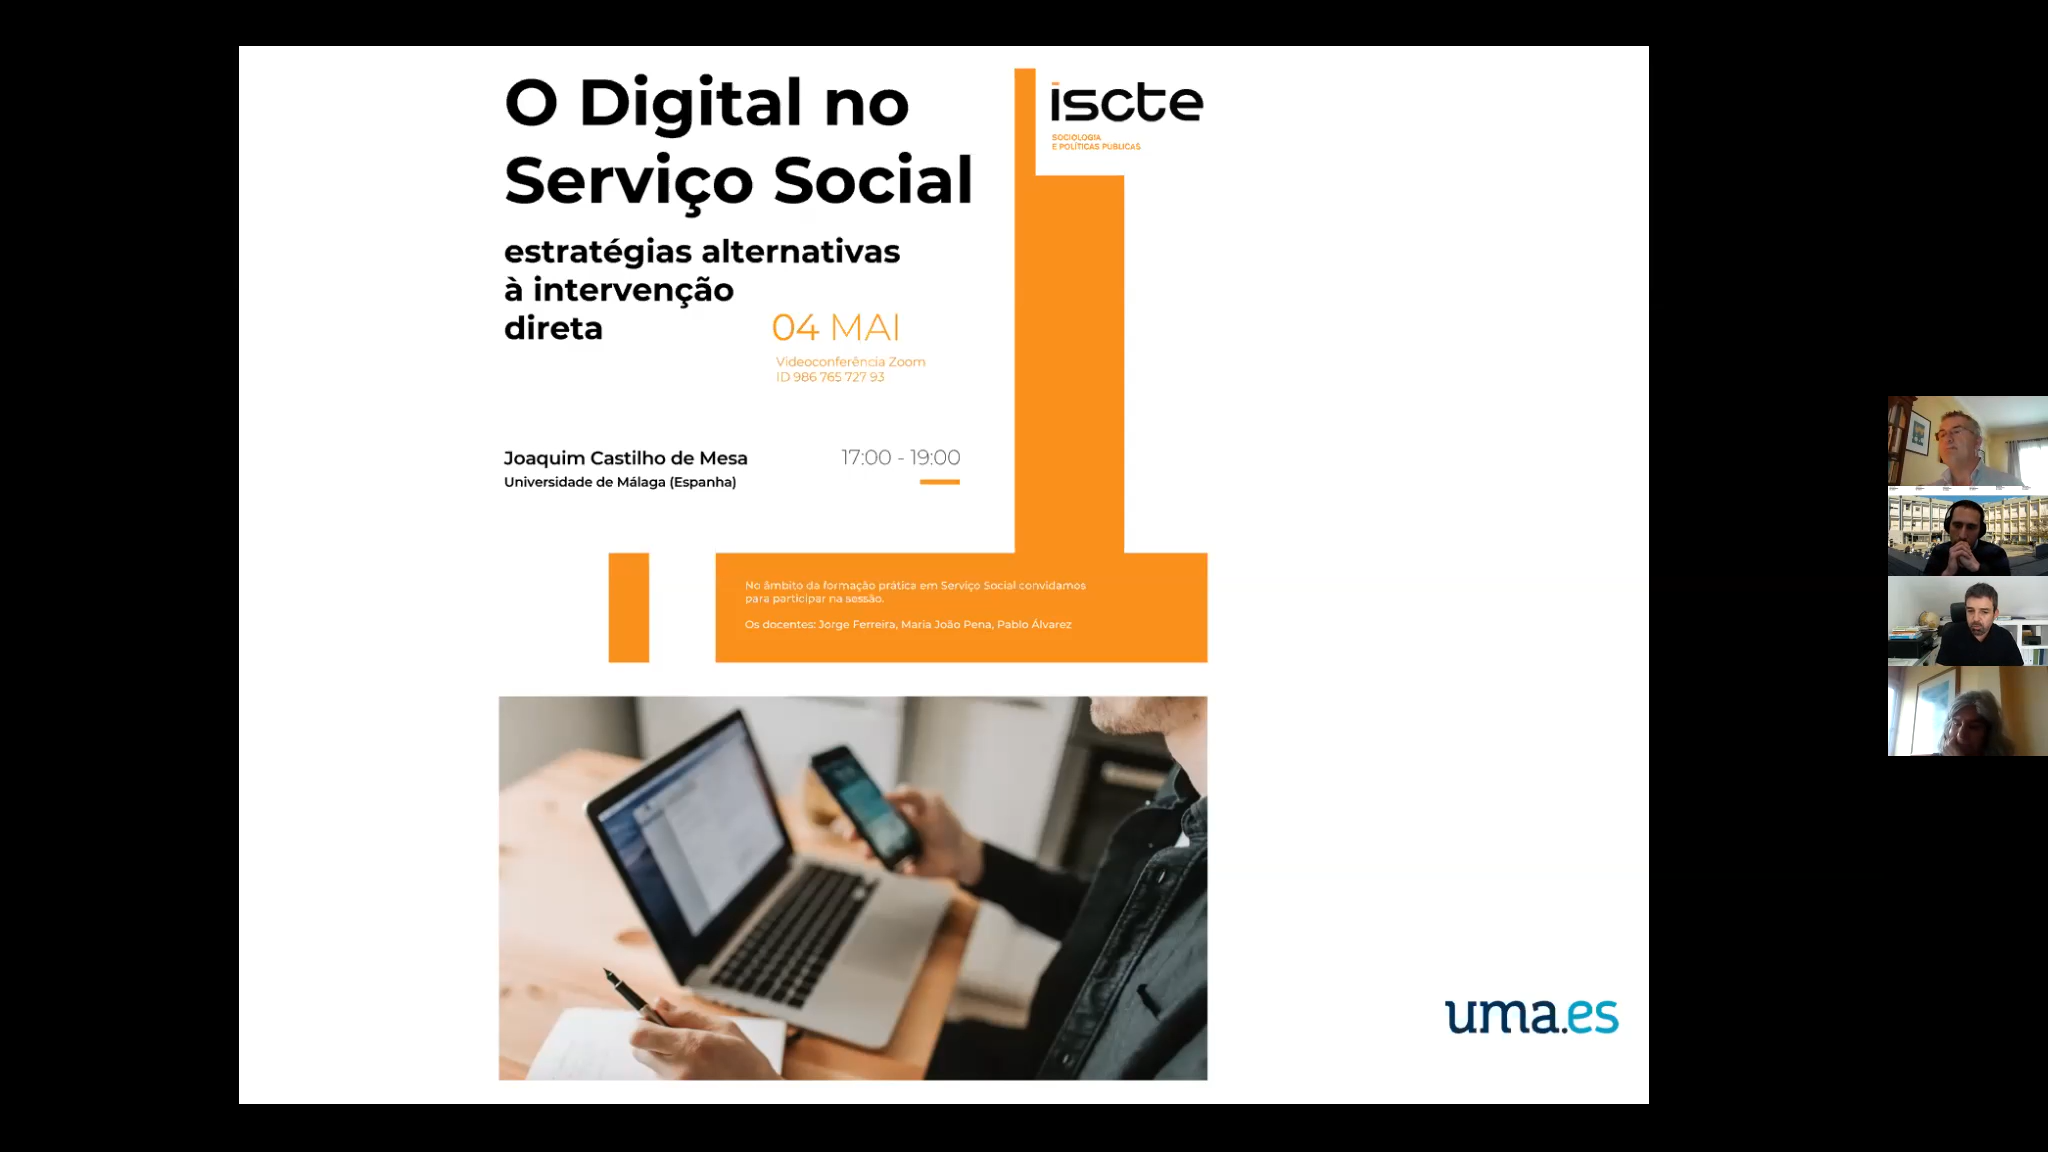 O Digital no
Serviço Social
estratégias alternativas
à intervenção
direta
04 MAI
Videoconferência Zoom
ID 986 765 727 93
Joaquim Castilho de Mesa
17:00 - 19:00
Universidade de Málaga (Espanha)
iscte
SOCIOLOGIA
E POLÍTICAS PÚBLICAS
No âmbito da formação prática em Serviço Social convidamos
para participar na sessão.
Os docentes: Jorge Ferreira, Maria João Pena, Pablo Álvarez
uma.es